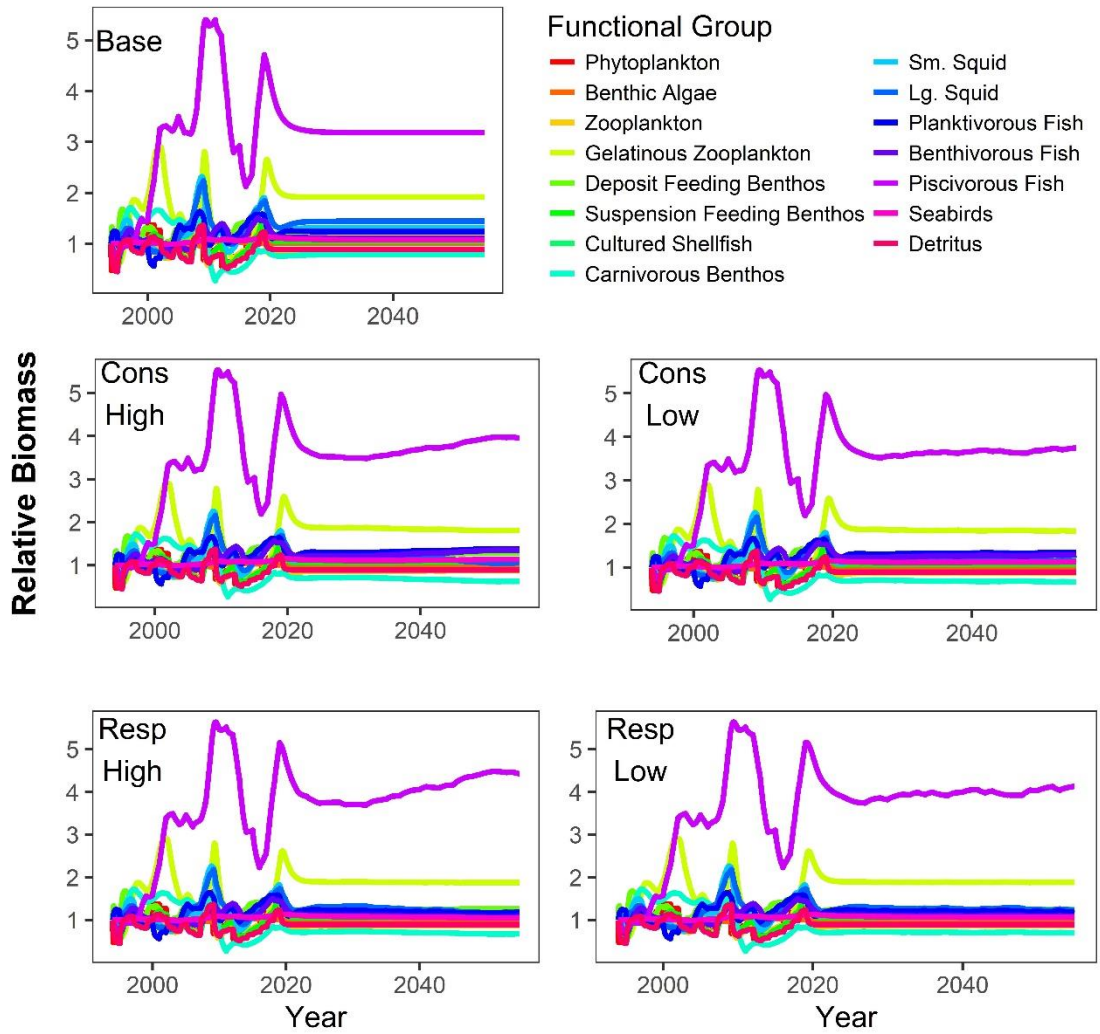 Base
5
4
3
2
1
2000 2020 2040
Functional Group
Phytoplankton
Benthic Algae
Zooplankton
Gelatinous Zooplankton
Deposit Feeding Benthos
Suspension Feeding Benthos
Cultured Shellfish
Carnivorous Benthos
Sm. Squid
Lg. Squid
Planktivorous Fish
Benthivorous Fish
Piscivorous Fish
Seabirds
Detritus
Relative Biomass
Cons
High
5
4
3
2
1
2000 2020 2040
Cons
Low
5
4
3
2
1
2000 2020 2040
Resp
High
5
4
3
2
1
2000 2020 2040
Year
Resp
Low
5
4
3
2
1
2000 2020 2040
Year